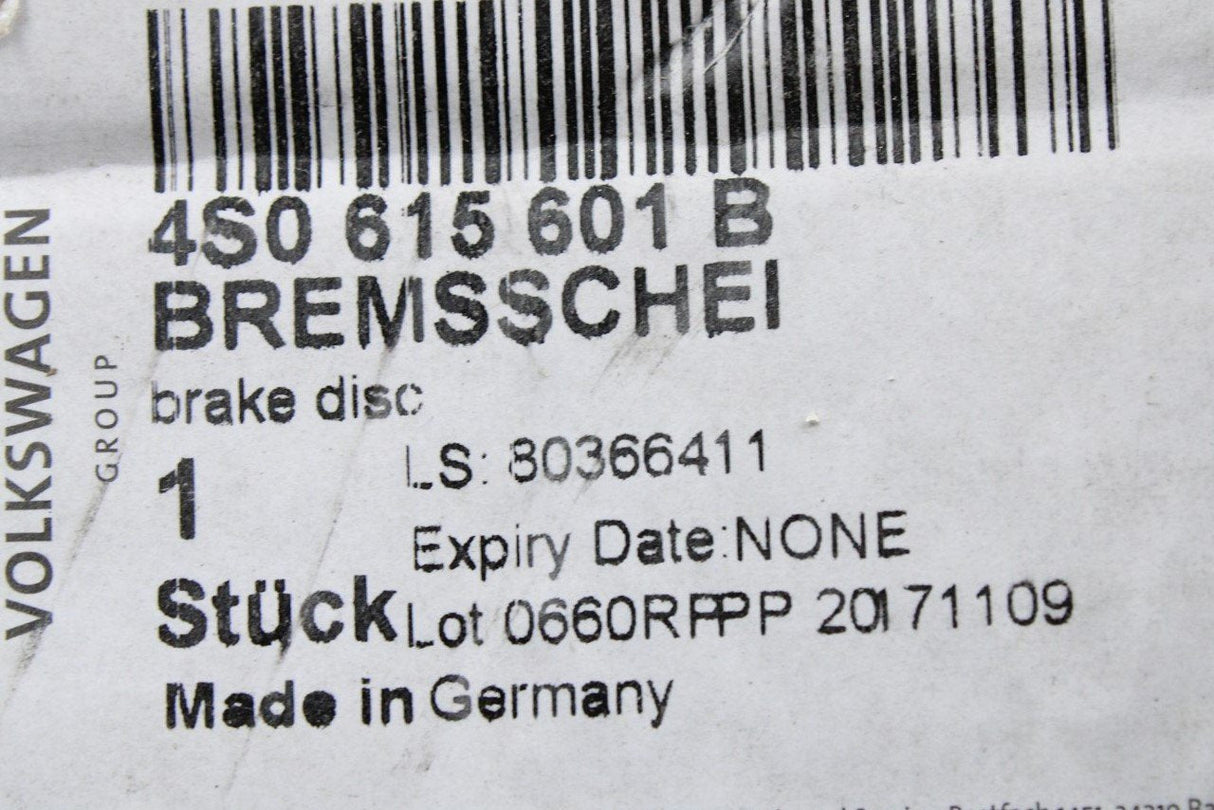 4S0 615 601 B
BREMSSCHEI
brake disc
1
LS: 80366411
Expiry Date:NONE
Stück
Lot 0660RPPP 20171109
Made in Germany
VOLKSWAGEN
GROUP